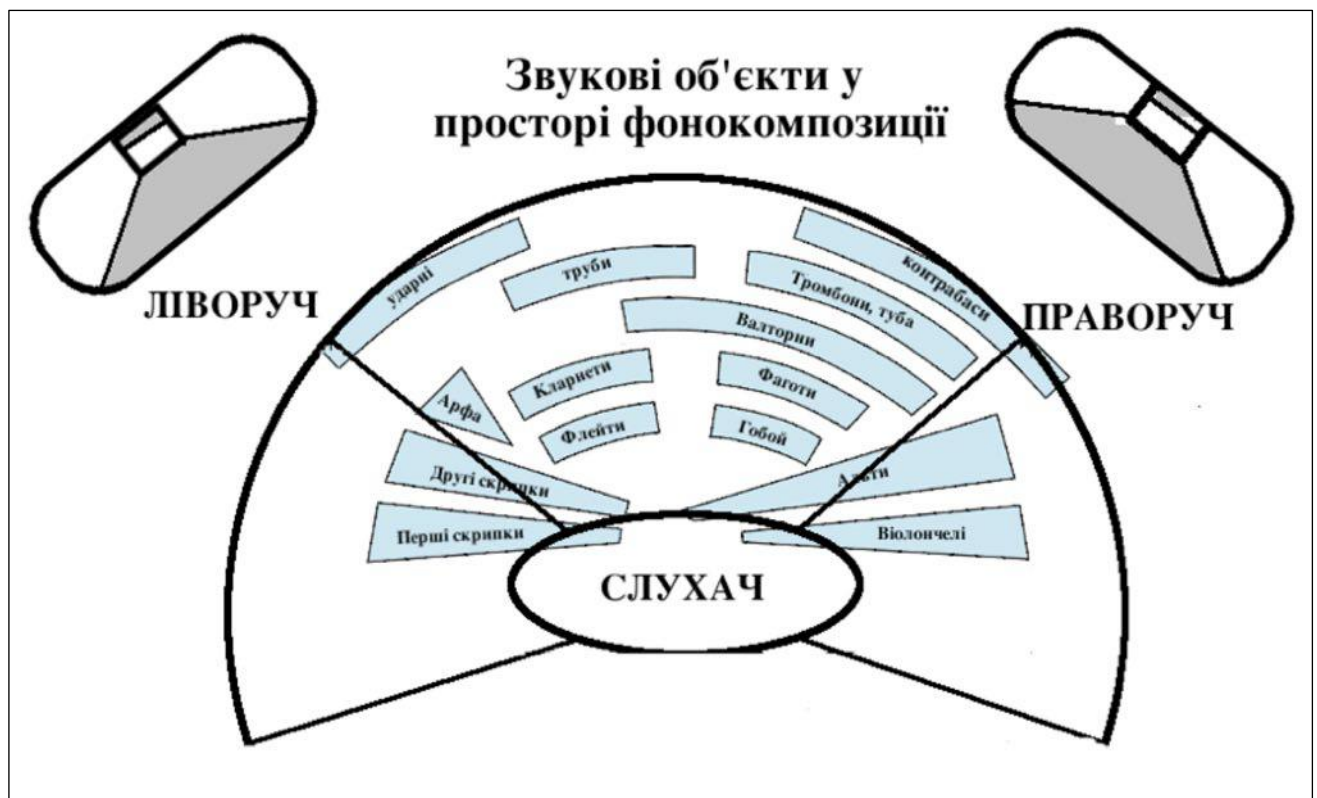 Звукові об'єкти у
просторі фонокомпозиції
ЛІВОРУЧ
ПРАВОРУЧ
ударні
труби
контрабаси
Тромбони, туба
Валторни
Кларнети
Фаготи
Арфа
Флейти
Гобой
Другі скрипки
Альти
Перші скрипки
Віолончелі
СЛУХАЧ